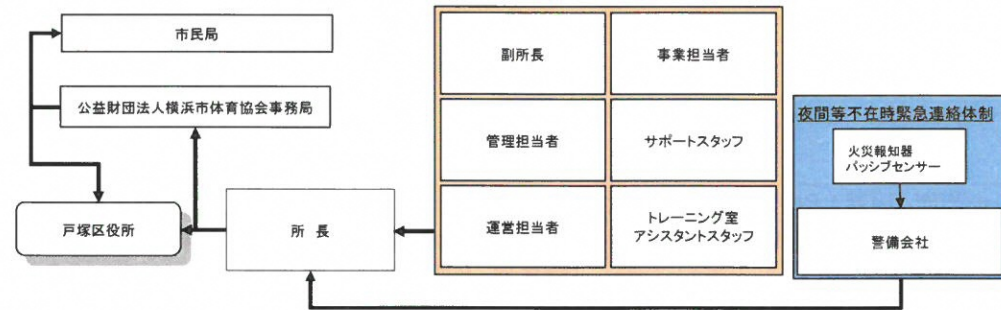 市民局
公益財団法人横浜市体育協会事務局
戸塚区役所
所 長
副所長
事業担当者
管理担当者
サポートスタッフ
運営担当者
トレーニング室
アシスタントスタッフ
夜間等不在時緊急連絡体制
火災報知器
パッシブセンサー
警備会社